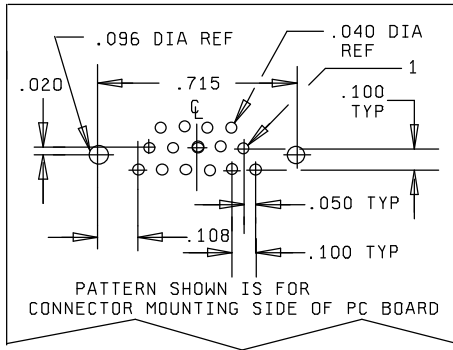 .096 DIA REF
.040 DIA
REF
.020
.715
1
℄
.100
TYP
.050 TYP
.108
.100 TYP
PATTERN SHOWN IS FOR
CONNECTOR MOUNTING SIDE OF PC BOARD